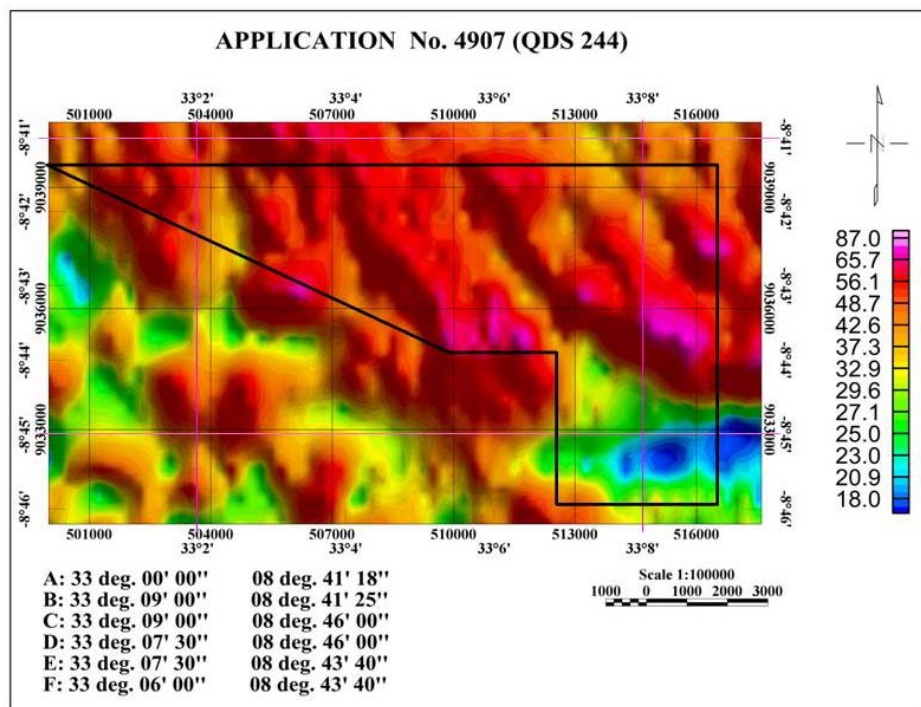 APPLICATION No. 4907 (QDS 244)
33°2' 33°4' 33°6' 33°8'
501000 504000 507000 510000 513000 516000
-8°41' -8°41'
9039000 9039000
-8°42' -8°42'
-8°43' -8°43'
9036000 9036000
-8°44' -8°44'
9033000 9033000
-8°45' -8°45'
-8°46' -8°46'
501000 504000 507000 510000 513000 516000
33°2' 33°4' 33°6' 33°8'
N
87.0
65.7
56.1
48.7
42.6
37.3
32.9
29.6
27.1
25.0
23.0
20.9
18.0
A: 33 deg. 00' 00'' 08 deg. 41' 18''
B: 33 deg. 09' 00'' 08 deg. 41' 25''
C: 33 deg. 09' 00'' 08 deg. 46' 00''
D: 33 deg. 07' 30'' 08 deg. 46' 00''
E: 33 deg. 07' 30'' 08 deg. 43' 40''
F: 33 deg. 06' 00'' 08 deg. 43' 40''
Scale 1:100000
1000 0 1000 2000 3000